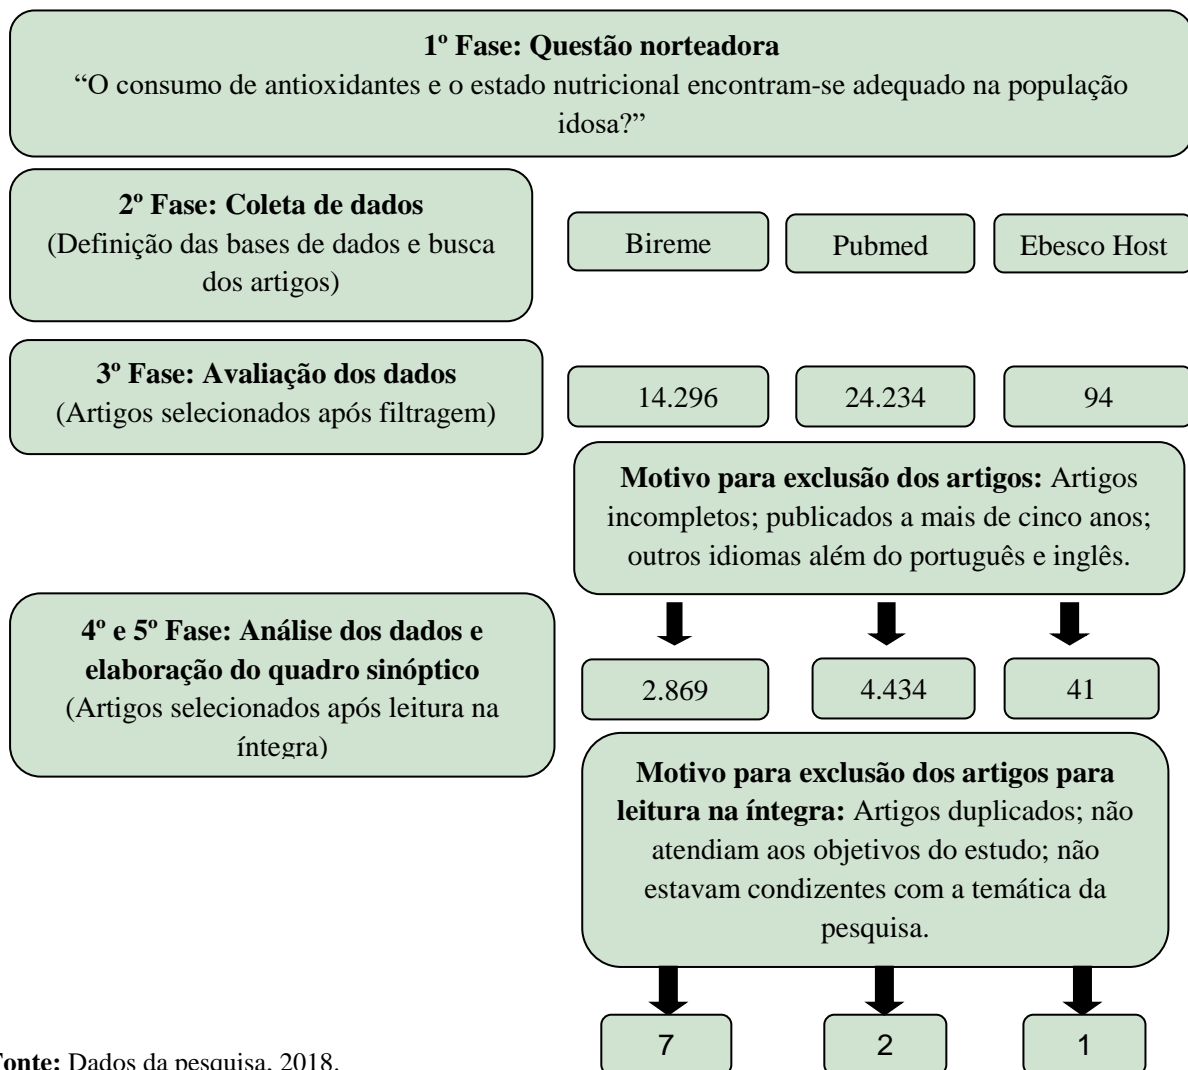 1º Fase: Questão norteadora
“O consumo de antioxidantes e o estado nutricional encontram-se adequado na população
idosa?”
2º Fase: Coleta de dados
(Definição das bases de dados e busca
dos artigos)
Bireme
Pubmed
Ebesco Host
3º Fase: Avaliação dos dados
(Artigos selecionados após filtragem)
14.296
24.234
94
Motivo para exclusão dos artigos: Artigos
incompletos; publicados a mais de cinco anos;
outros idiomas além do português e inglês.
4º e 5º Fase: Análise dos dados e
elaboração do quadro sinóptico
(Artigos selecionados após leitura na
íntegra)
2.869
4.434
41
Motivo para exclusão dos artigos para
leitura na íntegra: Artigos duplicados; não
atendiam aos objetivos do estudo; não
estavam condizentes com a temática da
pesquisa.
7
2
1
Fonte: Dados da pesquisa, 2018.